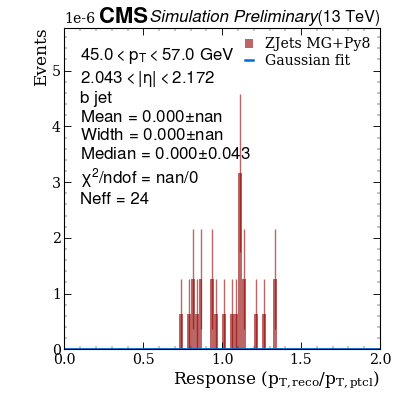 1e-6 CMS Simulation Preliminary (13 TeV)
Events
45.0 < pT < 57.0 GeV
2.043 < |η| < 2.172
b jet
Mean = 0.000±nan
Width = 0.000±nan
Median = 0.000±0.043
χ²/ndof = nan/0
Neff = 24
ZJets MG+Py8
Gaussian fit
5
4
3
2
1
0
0.0 0.5 1.0 1.5 2.0
Response (pT,reco/pT,ptcl)